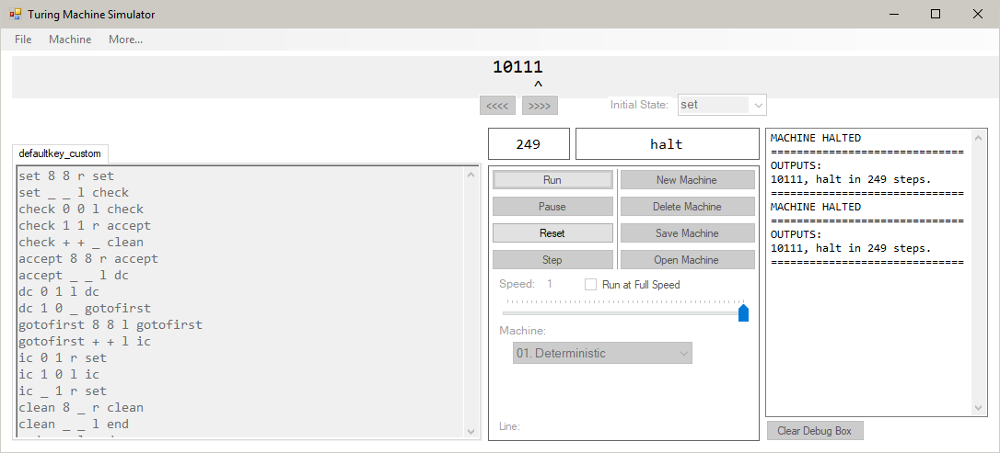 Turing Machine Simulator
File Machine More...
10111
^
<<<< >>>> Initial State: set
defaultkey_custom
set 8 8 r set
set _ _ l check
check 0 0 l check
check 1 1 r accept
check + + _ clean
accept 8 8 r accept
accept _ _ l dc
dc 0 1 l dc
dc 1 0 _ gotofirst
gotofirst 8 8 l gotofirst
gotofirst + + l ic
ic 0 1 r set
ic 1 0 l ic
ic _ 1 r set
clean 8 _ r clean
clean _ _ l end
249 halt
Run New Machine
Pause Delete Machine
Reset Save Machine
Step Open Machine
Speed: 1 Run at Full Speed
Machine:
01. Deterministic
Line:
MACHINE HALTED
==============================
OUTPUTS:
10111, halt in 249 steps.
==============================
MACHINE HALTED
==============================
OUTPUTS:
10111, halt in 249 steps.
==============================
Clear Debug Box